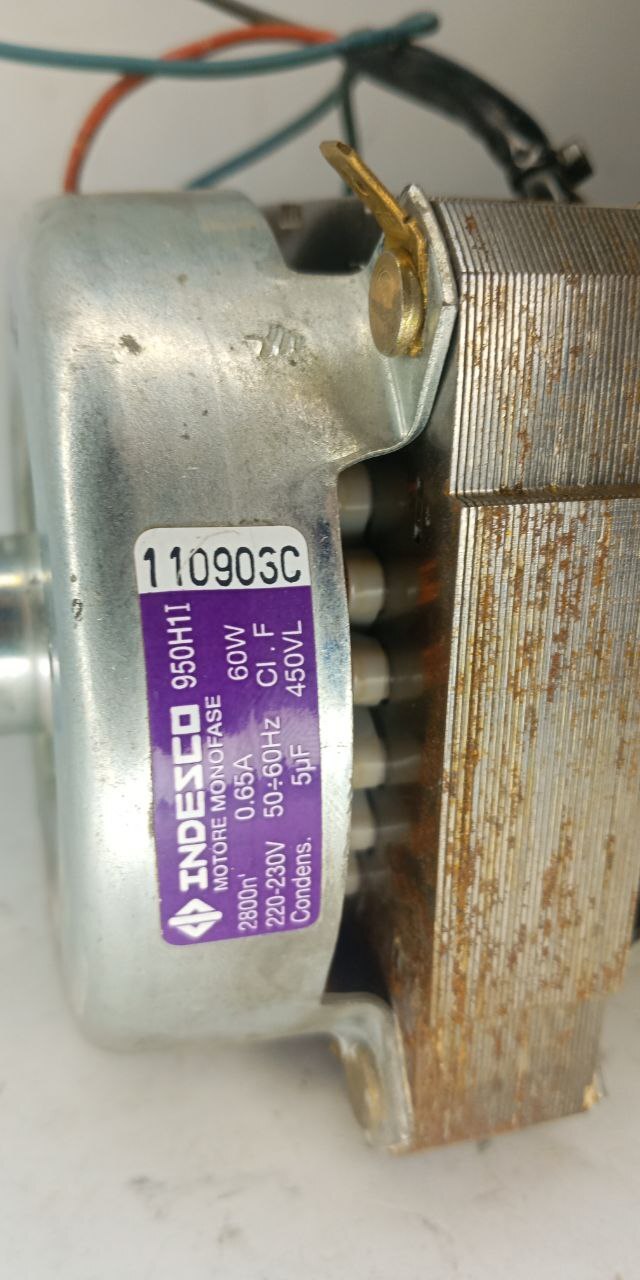 110903C
INDESCO 950H1I
MOTORE MONOFASE
2800n' 0.65A 60W
220-230V 50÷60Hz Cl. F
Condens. 5µF 450VL